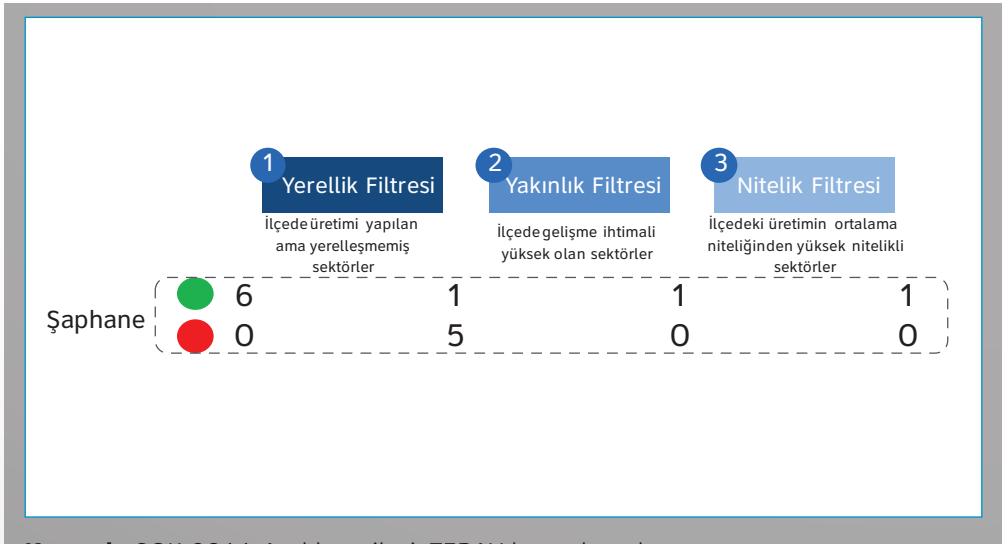 1
Yerellik Filtresi
İlçede üretimi yapılan
ama yerelleşmemiş
sektörler
2
Yakınlık Filtresi
İlçede gelişme ihtimali
yüksek olan sektörler
3
Nitelik Filtresi
İlçedeki üretimin ortalama
niteliğinden yüksek nitelikli
sektörler
Şaphane
6 1 1 1
0 5 0 0